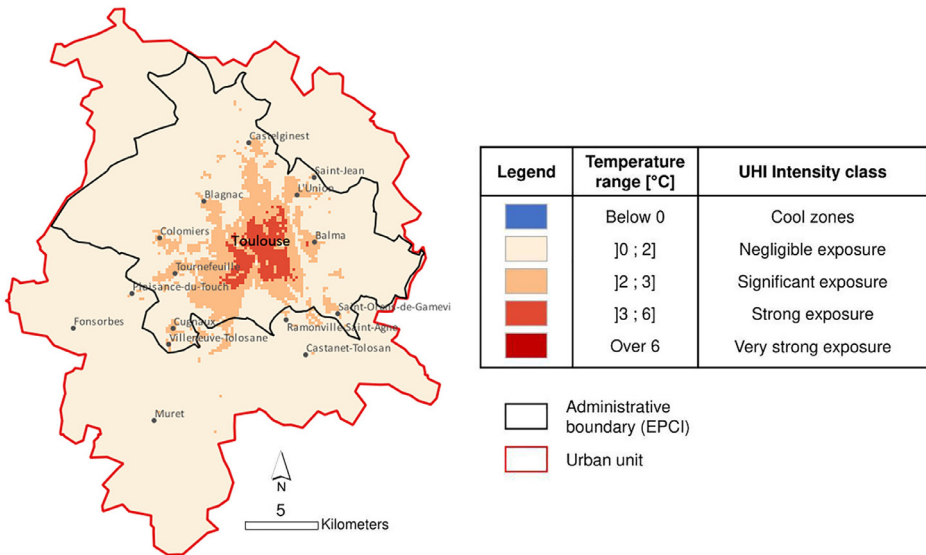 Castelginest
Saint-Jean
L'Union
Blagnac
Colomiers
Toulouse
Balma
Tournefeuille
Plaisance-du-Touch
Saint-Orens-de-Gamevi
Fonsorbes
Cugnaux
Ramonville-Saint-Agne
Villeneuve-Tolosane
Castanet-Tolosan
Muret
N
5
Kilometers
Legend
Temperature
range [°C]
UHI Intensity class
Below 0
Cool zones
]0 ; 2]
Negligible exposure
]2 ; 3]
Significant exposure
]3 ; 6]
Strong exposure
Over 6
Very strong exposure
Administrative
boundary (EPCI)
Urban unit